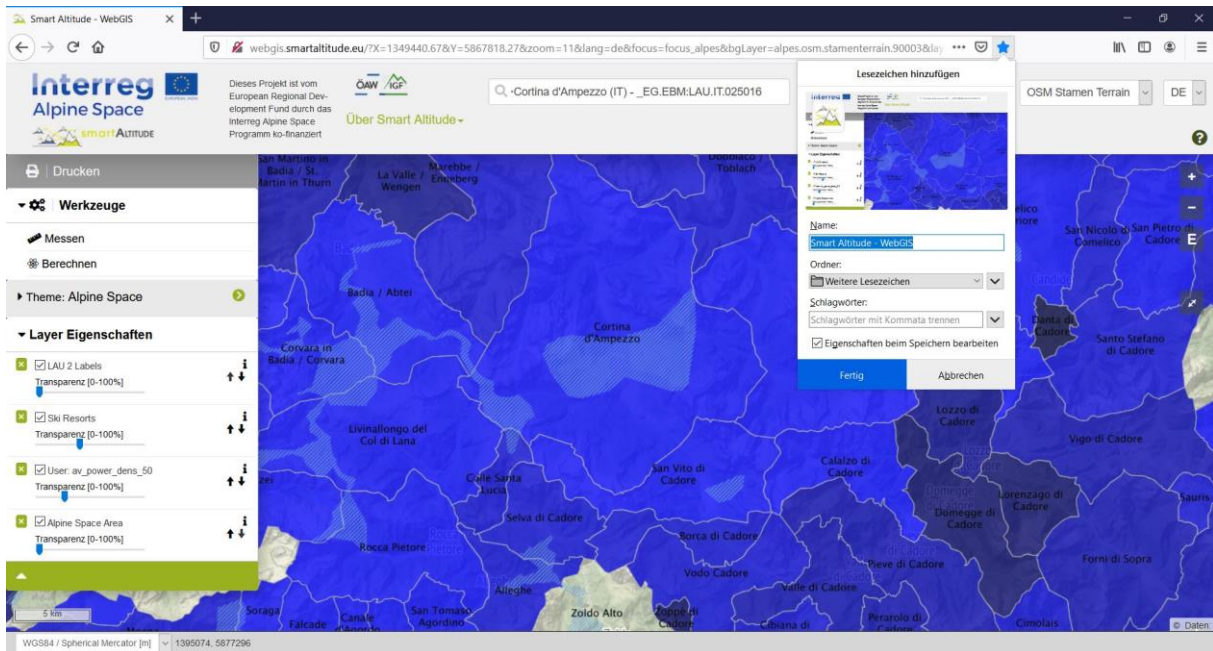 Smart Altitude - WebGIS
webgis.smartaltitude.eu/?X=1349440.67&Y=5867818.27&zoom=11&lang=de&focus=focus_alpes&bgLayer=alpes.osm.stamenterrain.90003&lay
Interreg
Alpine Space
smartAltitude
Dieses Projekt ist vom
European Regional Dev-
elopment Fund durch das
Interreg Alpine Space
Programm ko-finanziert
ÖAW IGF
Über Smart Altitude
-Cortina d'Ampezzo (IT) - _EG.EBM:LAU.IT.025016
OSM Stamen Terrain
DE
?
Lesezeichen hinzufügen
Name:
Smart Altitude - WebGIS
Ordner:
Weitere Lesezeichen
Schlagwörter:
Schlagwörter mit Kommata trennen
Eigenschaften beim Speichern bearbeiten
Fertig
Abbrechen
Drucken
Werkzeuge
Messen
Berechnen
Theme: Alpine Space
Layer Eigenschaften
LAU 2 Labels
Transparenz [0-100%]
Ski Resorts
Transparenz [0-100%]
User: av_power_dens_50
Transparenz [0-100%]
Alpine Space Area
Transparenz [0-100%]
San Martino in
Badia / St.
Martin in Thurn
La Valle /
Wengen
Marebbe /
Enneberg
Dobbiaco /
Toblach
San Nicolò di
Comelico
San Pietro di
Cadore
E
Badia / Abtei
Cortina
d'Ampezzo
Danta di
Cadore
Santo Stefano
di Cadore
Corvara in
Badia / Corvara
Livinallongo del
Col di Lana
Lozzo di
Cadore
Vigo di Cadore
Colle Santa
Lucia
San Vito di
Cadore
Calalzo di
Cadore
Domegge di
Cadore
Lorenzago di
Cadore
Sauris
Selva di Cadore
Rocca Pietore
Borca di Cadore
Forni di Sopra
Vodo Cadore
Pieve di Cadore
Valle di Cadore
Alleghe
Zoldo Alto
Zoppè di
Cadore
Cibiana di
Perarolo di
Cadore
Cimolais
Soraga
Falcade
Canale
d'Agordo
San Tomaso
Agordino
5 km
© Daten:
WGS84 / Spherical Mercator [m]
1395074, 5877296